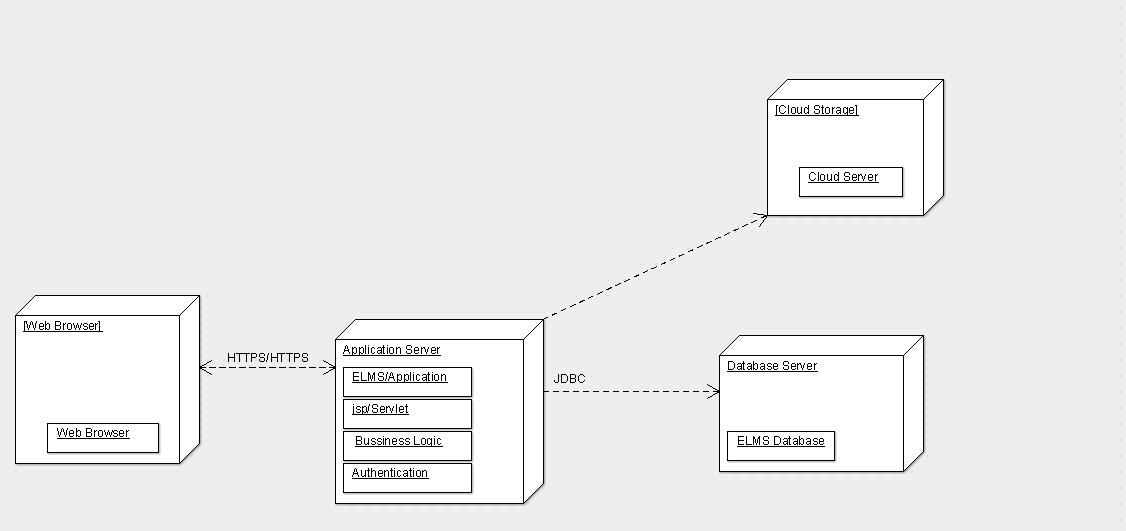 [Cloud Storage]
Cloud Server
[Web Browser]
Web Browser
HTTPS/HTTPS
Application Server
ELMS/Application
jsp/Servlet
Bussiness Logic
Authentication
JDBC
Database Server
ELMS Database